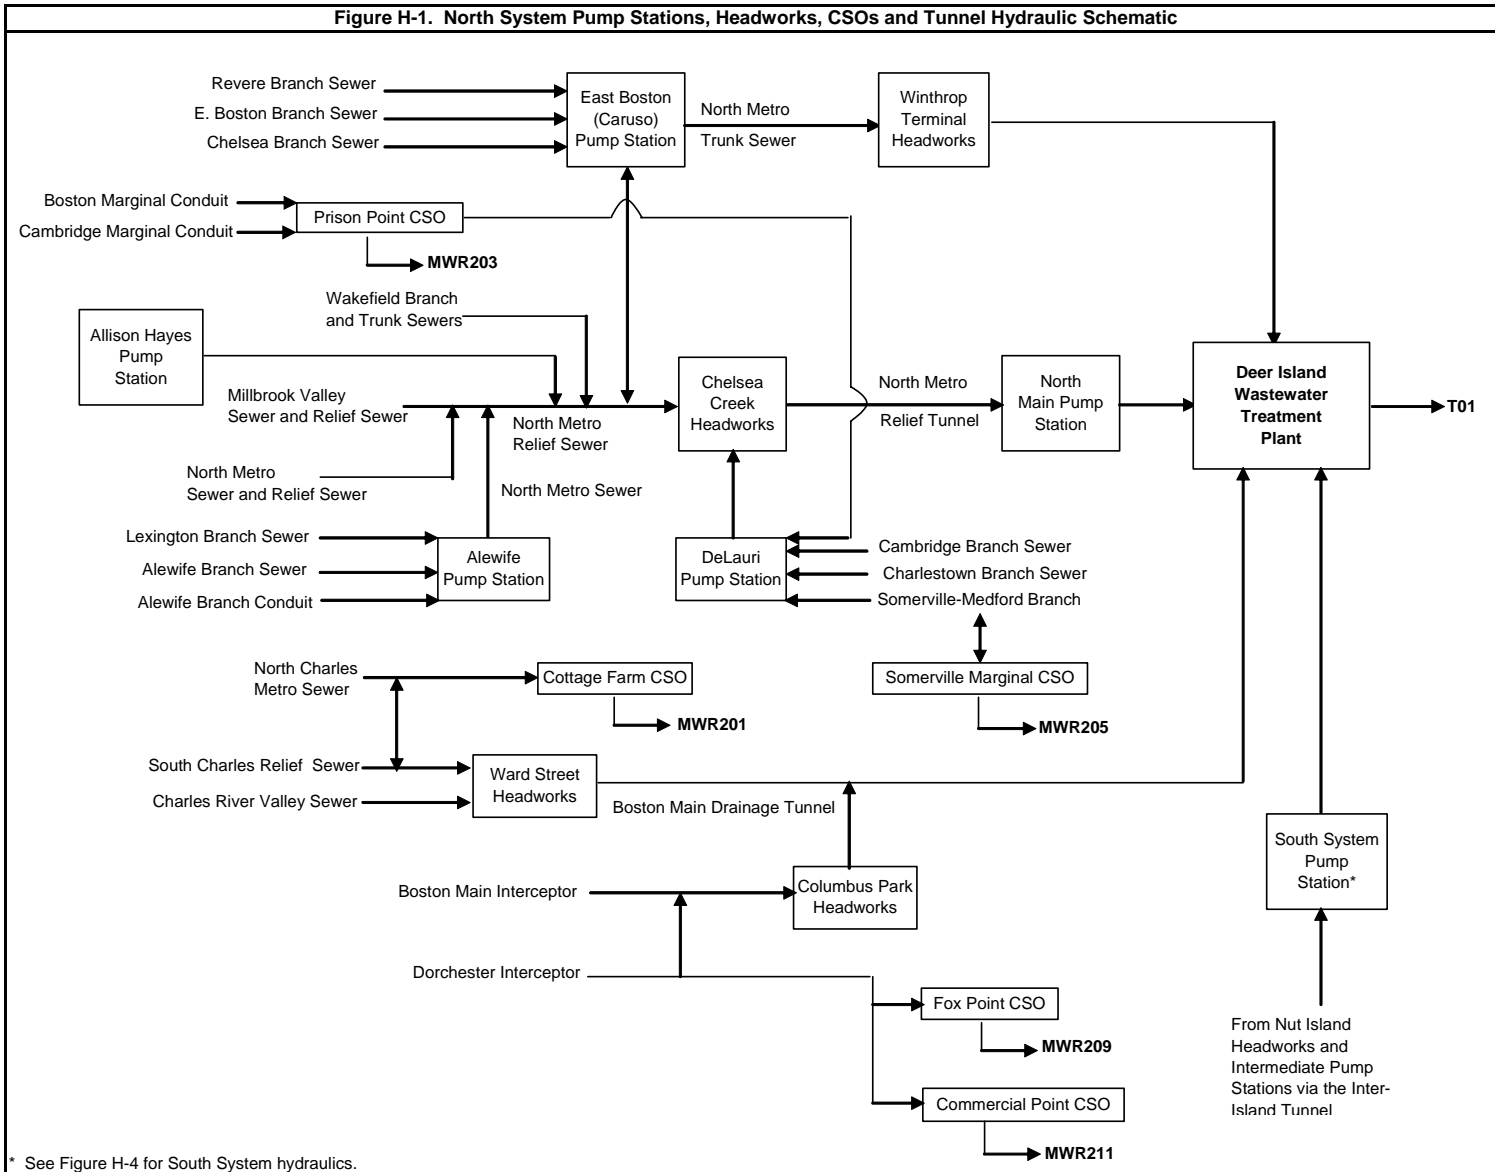 Figure H-1.  North System Pump Stations, Headworks, CSOs and Tunnel Hydraulic Schematic
Revere Branch Sewer
E. Boston Branch Sewer
Chelsea Branch Sewer
East Boston
(Caruso)
Pump Station
North Metro
Trunk Sewer
Winthrop
Terminal
Headworks
Boston Marginal Conduit
Cambridge Marginal Conduit
Prison Point CSO
MWR203
Wakefield Branch
and Trunk Sewers
Allison Hayes
Pump
Station
Millbrook Valley
Sewer and Relief Sewer
North Metro
Relief Sewer
Chelsea
Creek
Headworks
North Metro
Relief Tunnel
North
Main Pump
Station
Deer Island
Wastewater
Treatment
Plant
T01
North Metro
Sewer and Relief Sewer
North Metro Sewer
Lexington Branch Sewer
Alewife Branch Sewer
Alewife Branch Conduit
Alewife
Pump Station
DeLauri
Pump Station
Cambridge Branch Sewer
Charlestown Branch Sewer
Somerville-Medford Branch
North Charles
Metro Sewer
Cottage Farm CSO
MWR201
Somerville Marginal CSO
MWR205
South Charles Relief  Sewer
Charles River Valley Sewer
Ward Street
Headworks
Boston Main Drainage Tunnel
South System
Pump
Station*
Boston Main Interceptor
Columbus Park
Headworks
Dorchester Interceptor
Fox Point CSO
MWR209
Commercial Point CSO
MWR211
From Nut Island
Headworks and
Intermediate Pump
Stations via the Inter-
Island Tunnel
* See Figure H-4 for South System hydraulics.